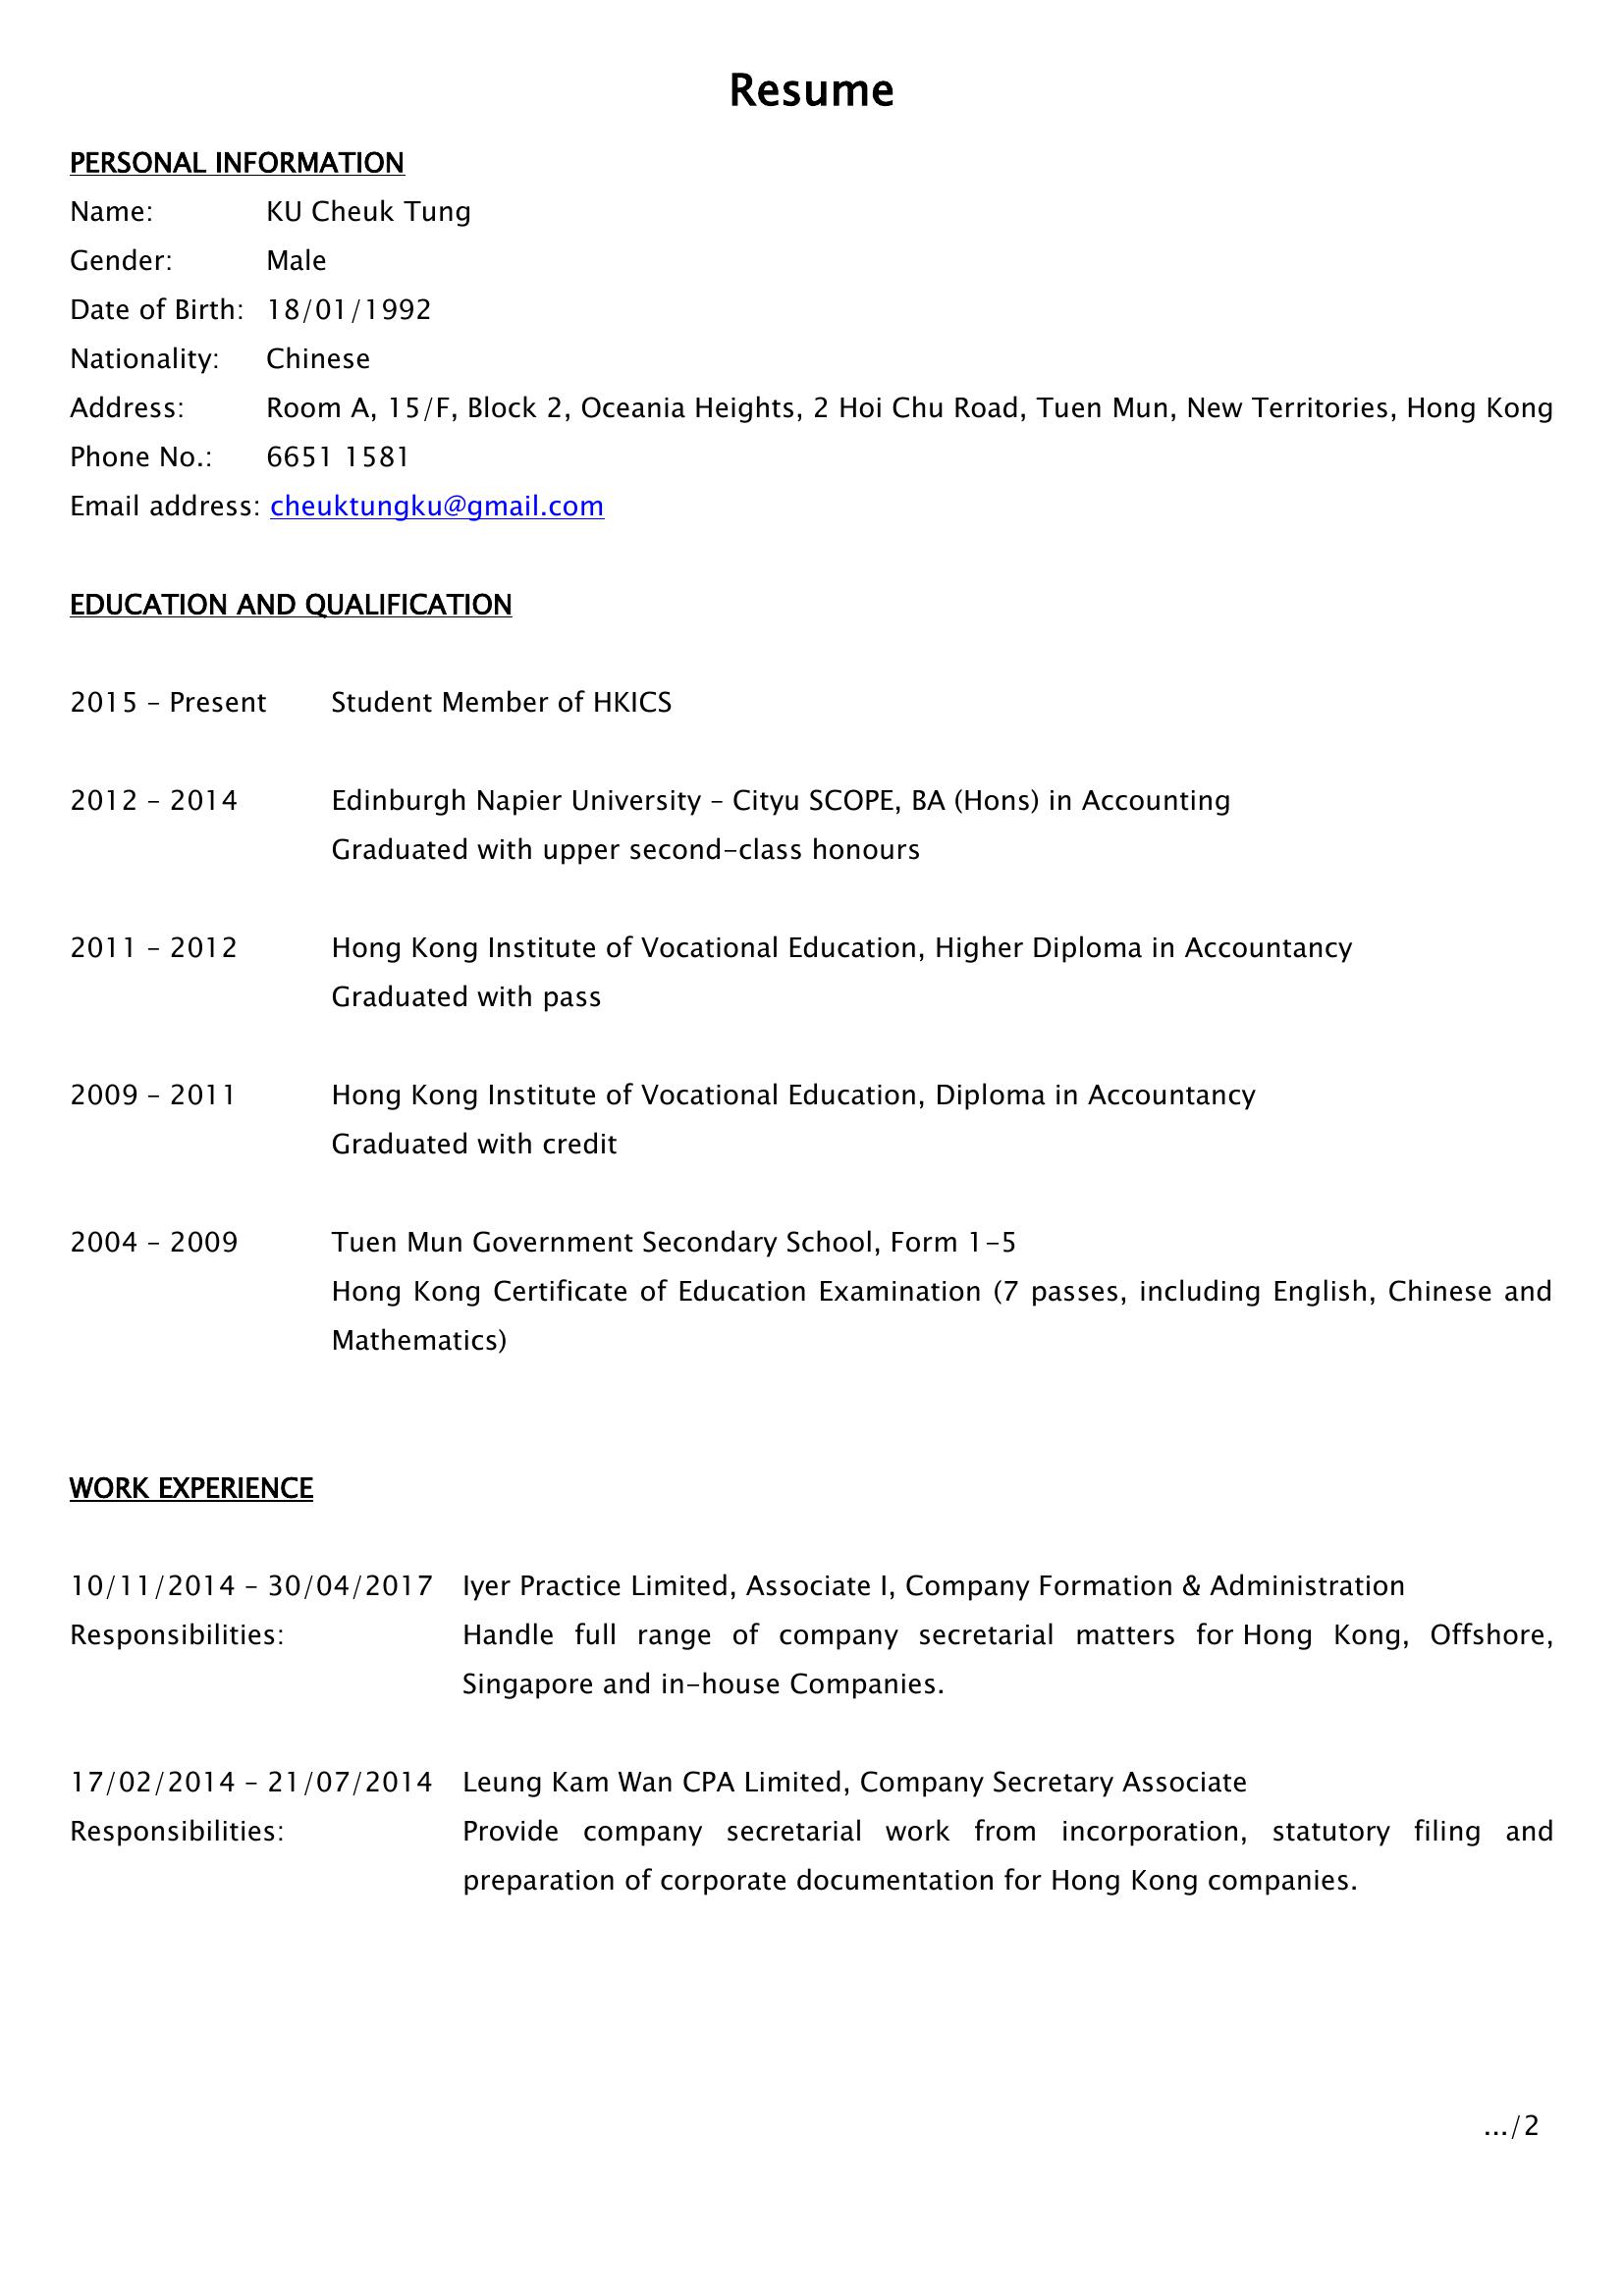 Resume
PERSONAL INFORMATION
Name: KU Cheuk Tung
Gender: Male
Date of Birth: 18/01/1992
Nationality: Chinese
Address: Room A, 15/F, Block 2, Oceania Heights, 2 Hoi Chu Road, Tuen Mun, New Territories, Hong Kong
Phone No.: 6651 1581
Email address: cheuktungku@gmail.com
EDUCATION AND QUALIFICATION
2015 – Present Student Member of HKICS
2012 – 2014 Edinburgh Napier University – Cityu SCOPE, BA (Hons) in Accounting
Graduated with upper second-class honours
2011 – 2012 Hong Kong Institute of Vocational Education, Higher Diploma in Accountancy
Graduated with pass
2009 – 2011 Hong Kong Institute of Vocational Education, Diploma in Accountancy
Graduated with credit
2004 – 2009 Tuen Mun Government Secondary School, Form 1-5
Hong Kong Certificate of Education Examination (7 passes, including English, Chinese and
Mathematics)
WORK EXPERIENCE
10/11/2014 – 30/04/2017 Iyer Practice Limited, Associate I, Company Formation & Administration
Responsibilities: Handle full range of company secretarial matters for Hong Kong, Offshore,
Singapore and in-house Companies.
17/02/2014 – 21/07/2014 Leung Kam Wan CPA Limited, Company Secretary Associate
Responsibilities: Provide company secretarial work from incorporation, statutory filing and
preparation of corporate documentation for Hong Kong companies.
…/2